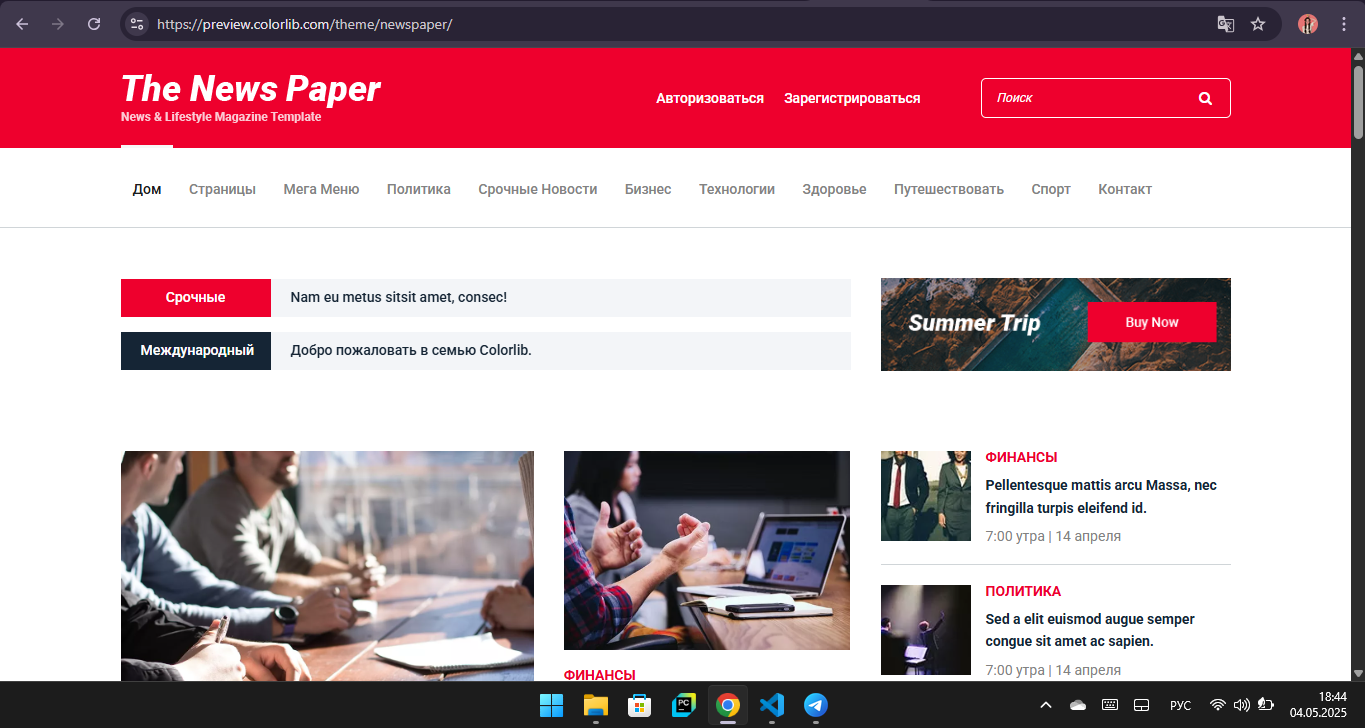 https://preview.colorlib.com/theme/newspaper/
The News Paper
News & Lifestyle Magazine Template
Авторизоваться Зарегистрироваться
Поиск
Дом Страницы Мега Меню Политика Срочные Новости Бизнес Технологии Здоровье Путешествовать Спорт Контакт
Срочные Nam eu metus sitsit amet, consec!
Международный Добро пожаловать в семью Colorlib.
Summer Trip
Buy Now
ФИНАНСЫ
ФИНАНСЫ
Pellentesque mattis arcu Massa, nec
fringilla turpis eleifend id.
7:00 утра | 14 апреля
ПОЛИТИКА
Sed a elit euismod augue semper
congue sit amet ac sapien.
7:00 утра | 14 апреля
PC
РУС
18:44
04.05.2025